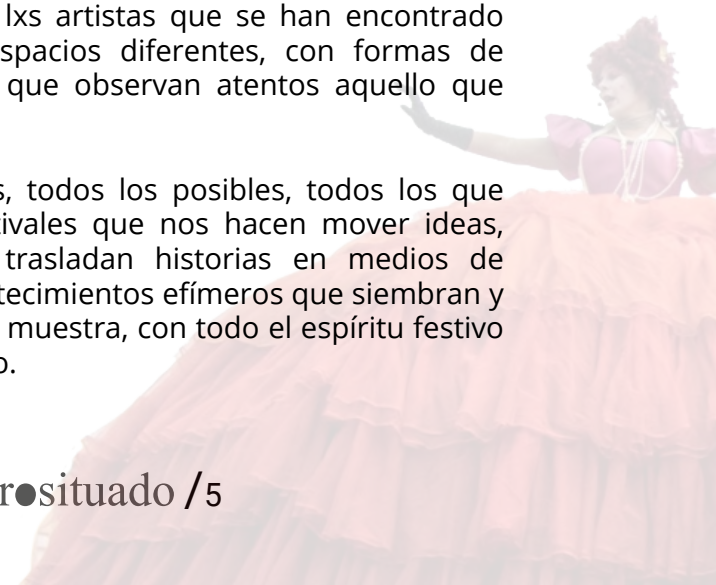 lxs artistas que se han encontrado
spacios diferentes, con formas de
que observan atentos aquello que
s, todos los posibles, todos los que
tivales que nos hacen mover ideas,
trasladan historias en medios de
tecimientos efímeros que siembran y
muestra, con todo el espíritu festivo
o.
r●situado /5